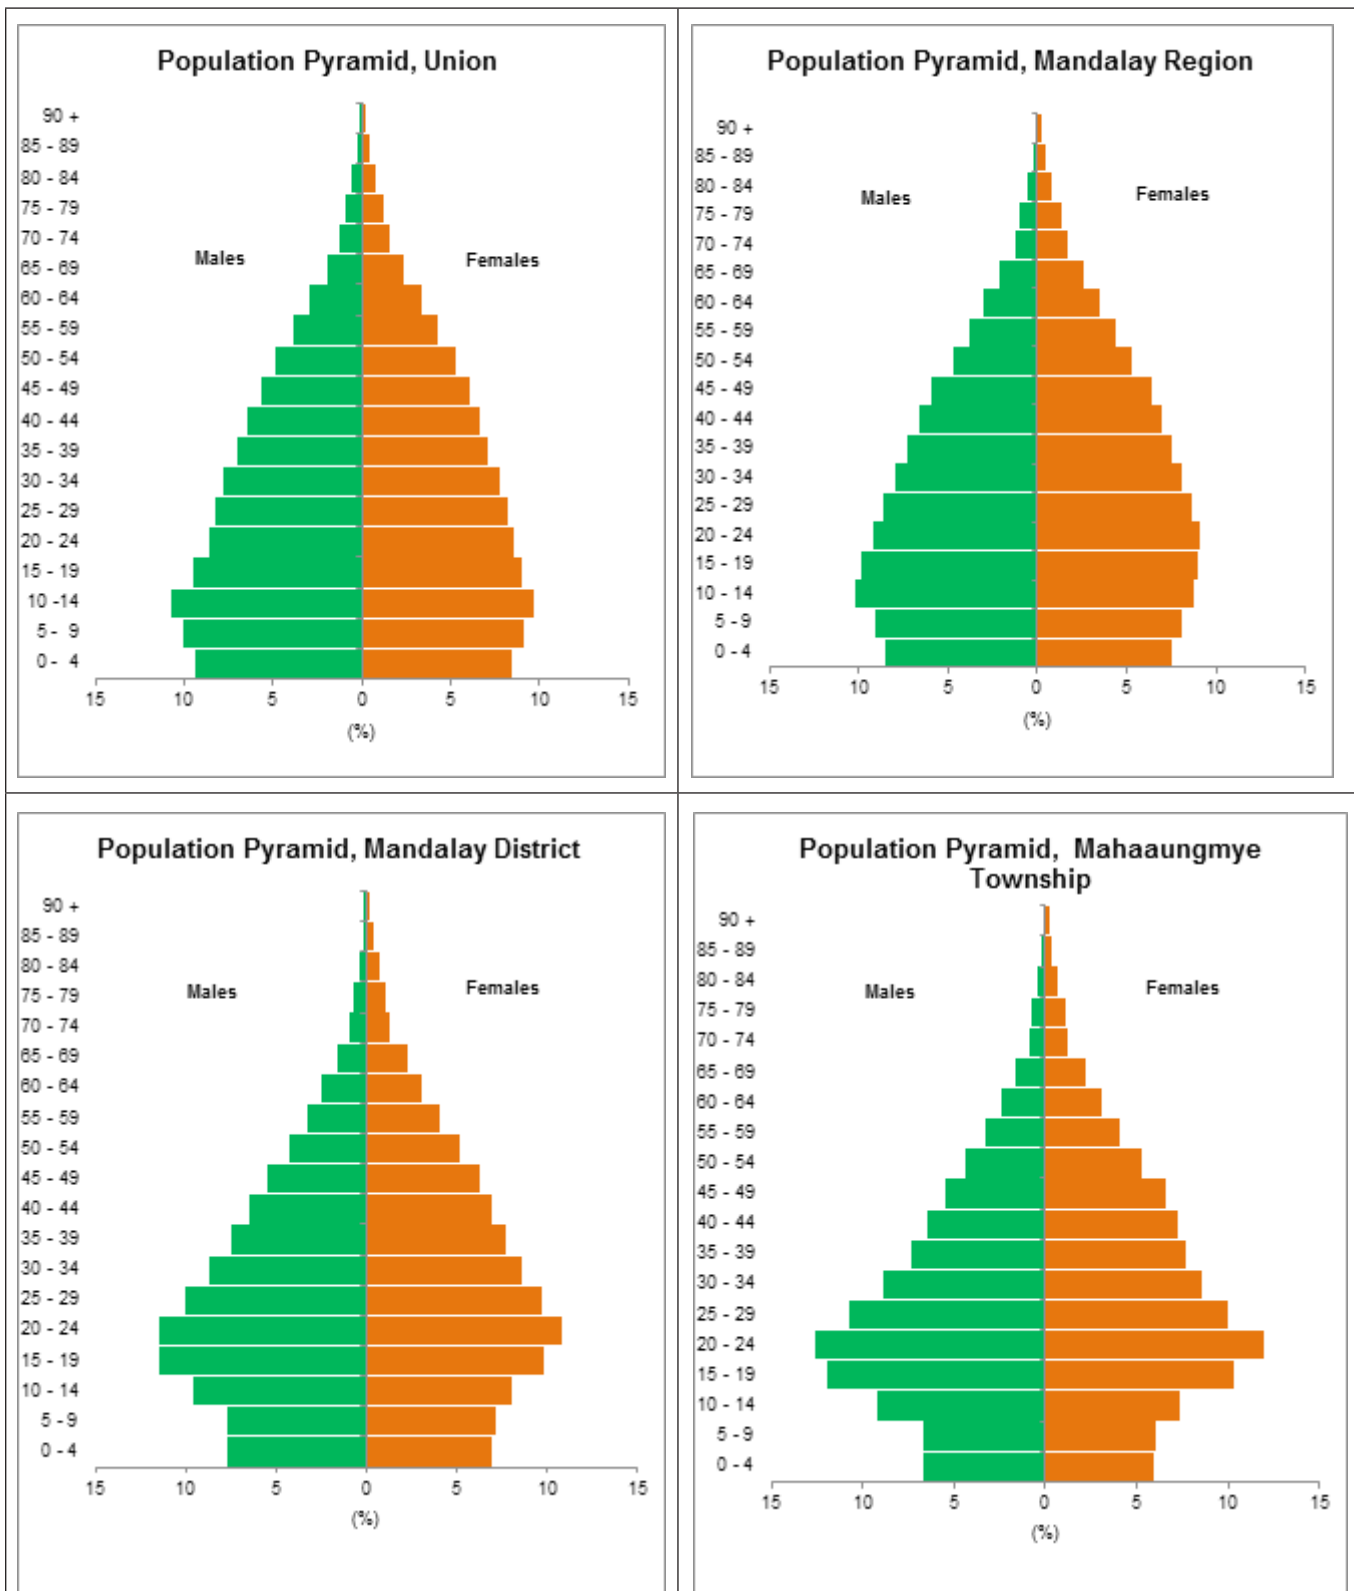 Population Pyramid, Union
90 +
85 - 89
80 - 84
75 - 79
70 - 74
65 - 69
60 - 64
55 - 59
50 - 54
45 - 49
40 - 44
35 - 39
30 - 34
25 - 29
20 - 24
15 - 19
10 -14
5 - 9
0 - 4
Males
Females
15 10 5 0 5 10 15
(%)
Population Pyramid, Mandalay Region
90 +
85 - 89
80 - 84
75 - 79
70 - 74
65 - 69
60 - 64
55 - 59
50 - 54
45 - 49
40 - 44
35 - 39
30 - 34
25 - 29
20 - 24
15 - 19
10 - 14
5 - 9
0 - 4
Males
Females
15 10 5 0 5 10 15
(%)
Population Pyramid, Mandalay District
90 +
85 - 89
80 - 84
75 - 79
70 - 74
65 - 69
60 - 64
55 - 59
50 - 54
45 - 49
40 - 44
35 - 39
30 - 34
25 - 29
20 - 24
15 - 19
10 - 14
5 - 9
0 - 4
Males
Females
15 10 5 0 5 10 15
(%)
Population Pyramid, Mahaaungmye
Township
90 +
85 - 89
80 - 84
75 - 79
70 - 74
65 - 69
60 - 64
55 - 59
50 - 54
45 - 49
40 - 44
35 - 39
30 - 34
25 - 29
20 - 24
15 - 19
10 - 14
5 - 9
0 - 4
Males
Females
15 10 5 0 5 10 15
(%)